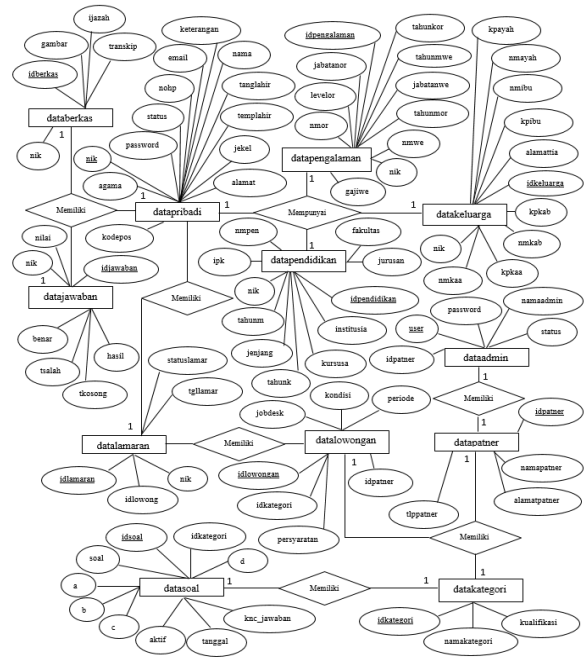 ijazah
gambar
transkip
idberkas
databerkas
1
nik
keterangan
email
nama
nohp
tanglahir
status
templahir
password
jekel
nik
alamat
agama
1
1
datapribadi
1
kodepos
Memiliki
idpengalaman
tahunkor
jabatanor
tahunmwe
levelor
jabatanwe
nmor
tahunmor
nmwe
datapengalaman
nik
gajiwe
1
Mempunyai
1
kpayah
nmayah
nmibu
kpibu
alamattia
idkeluarga
1
datakeluarga
kpkab
nmkab
nik
nmkaa
kpkaa
nilai
nik
idjawaban
1
datajawaban
benar
hasil
tsalah
tkosong
Memiliki
nmpen
fakultas
ipk
datapendidikan
jurusan
nik
idpendidikan
tahunm
institusia
jenjang
kursusa
tahunk
password
namaadmin
user
status
idpatner
dataadmin
1
Memiliki
statuslamar
tgllamar
1
datalamaran
Memiliki
idlamaran
nik
idlowong
kondisi
jobdesk
periode
datalowongan
idlowongan
1
idpatner
idkategori
persyaratan
idpatner
1
datapatner
1
namapatner
alamatpatner
tlppatner
Memiliki
1
idsoal
idkategori
soal
d
a
datasoal
1
Memiliki
1
datakategori
b
c
knc_jawaban
aktif
tanggal
idkategori
kualifikasi
namakategori